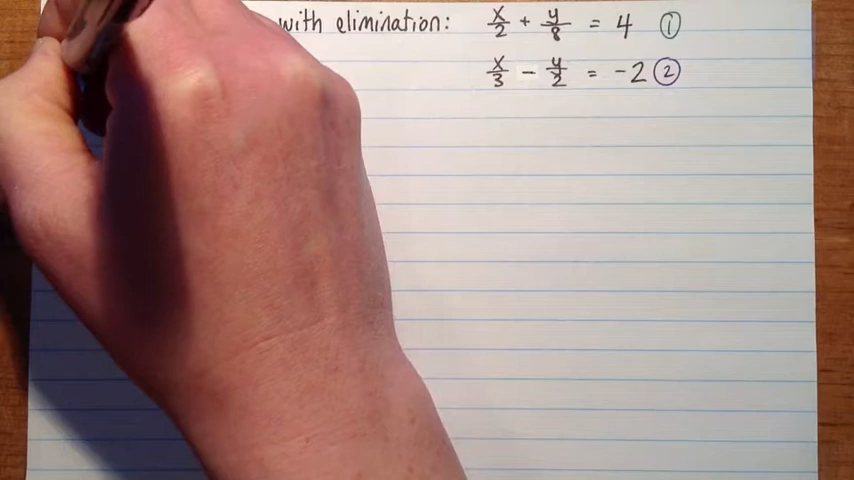 with elimination: x/2 + y/8 = 4 ①
x/3 - y/2 = -2 ②